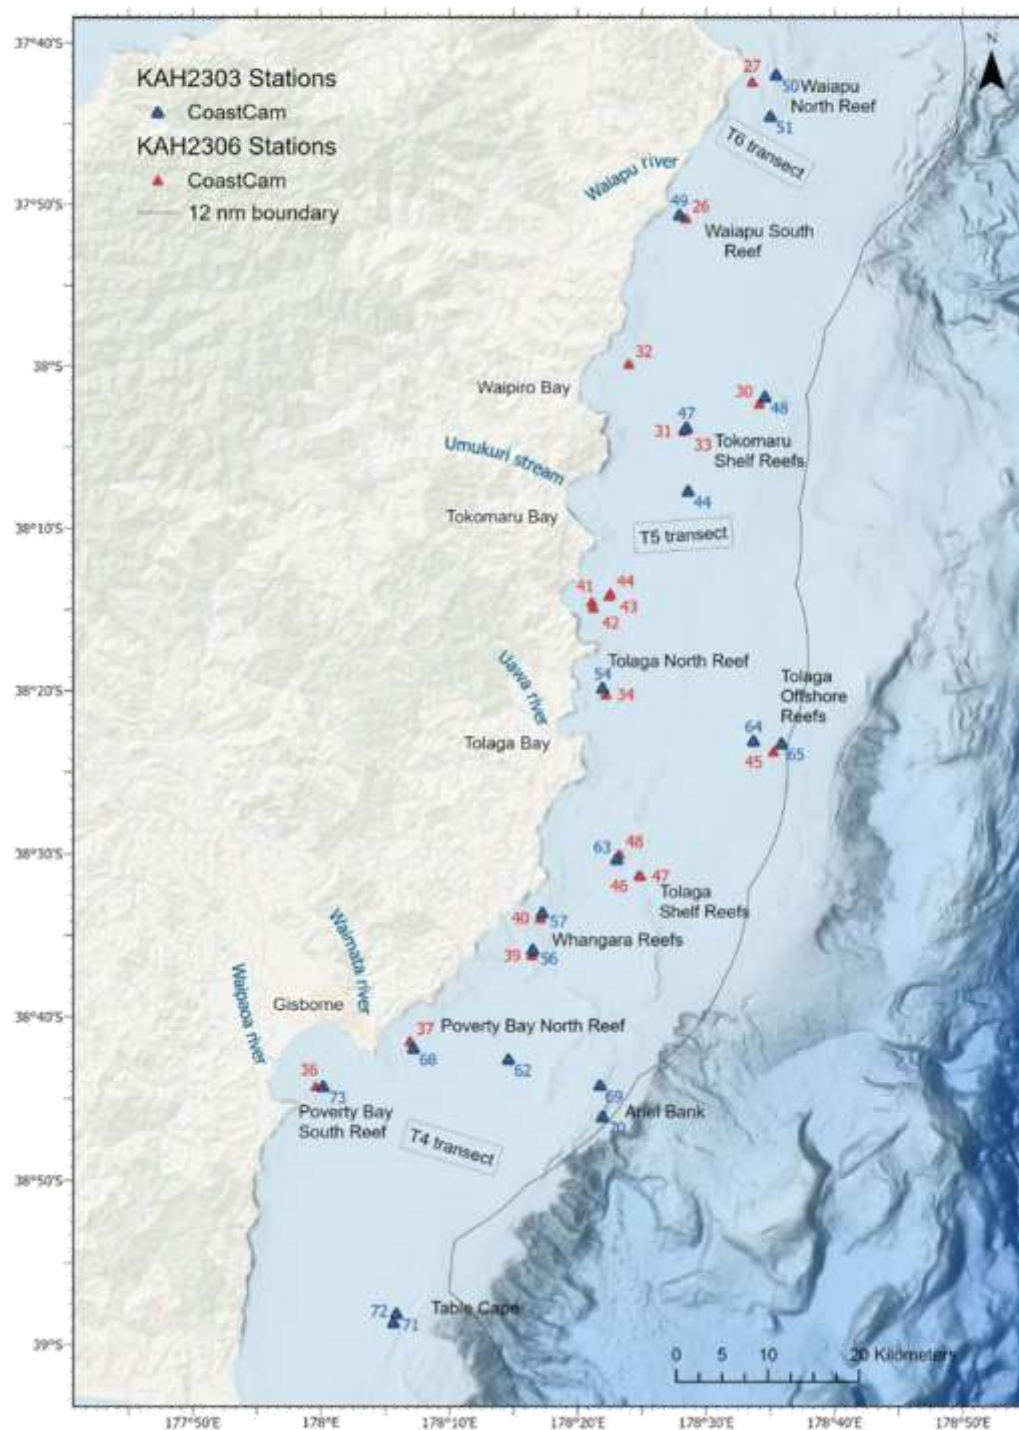 37°40'S
N
KAH2303 Stations
CoastCam
KAH2306 Stations
CoastCam
12 nm boundary
27
50
Waiapu
North Reef
51
T6 transect
Waiapu river
37°50'S
49
26
Waiapu South
Reef
32
38°S
Waipiro Bay
30
48
47
31
33
Tokomaru
Shelf Reefs
Umukuri stream
44
38°10'S
Tokomaru Bay
T5 transect
41
44
43
42
Tolaga North Reef
54
34
Uawa river
38°20'S
Tolaga
Offshore
Reefs
Tolaga Bay
64
45
65
38°30'S
63
48
46
47
Tolaga
Shelf Reefs
40
57
Whangara Reefs
39
56
Waimata river
Waipaoa river
Gisborne
38°40'S
37
Poverty Bay North Reef
68
62
36
73
Poverty Bay
South Reef
69
Ariel Bank
70
T4 transect
38°50'S
72
71
Table Cape
39°S
0 5 10 20 Kilometers
177°50'E 178°E 178°10'E 178°20'E 178°30'E 178°40'E 178°50'E